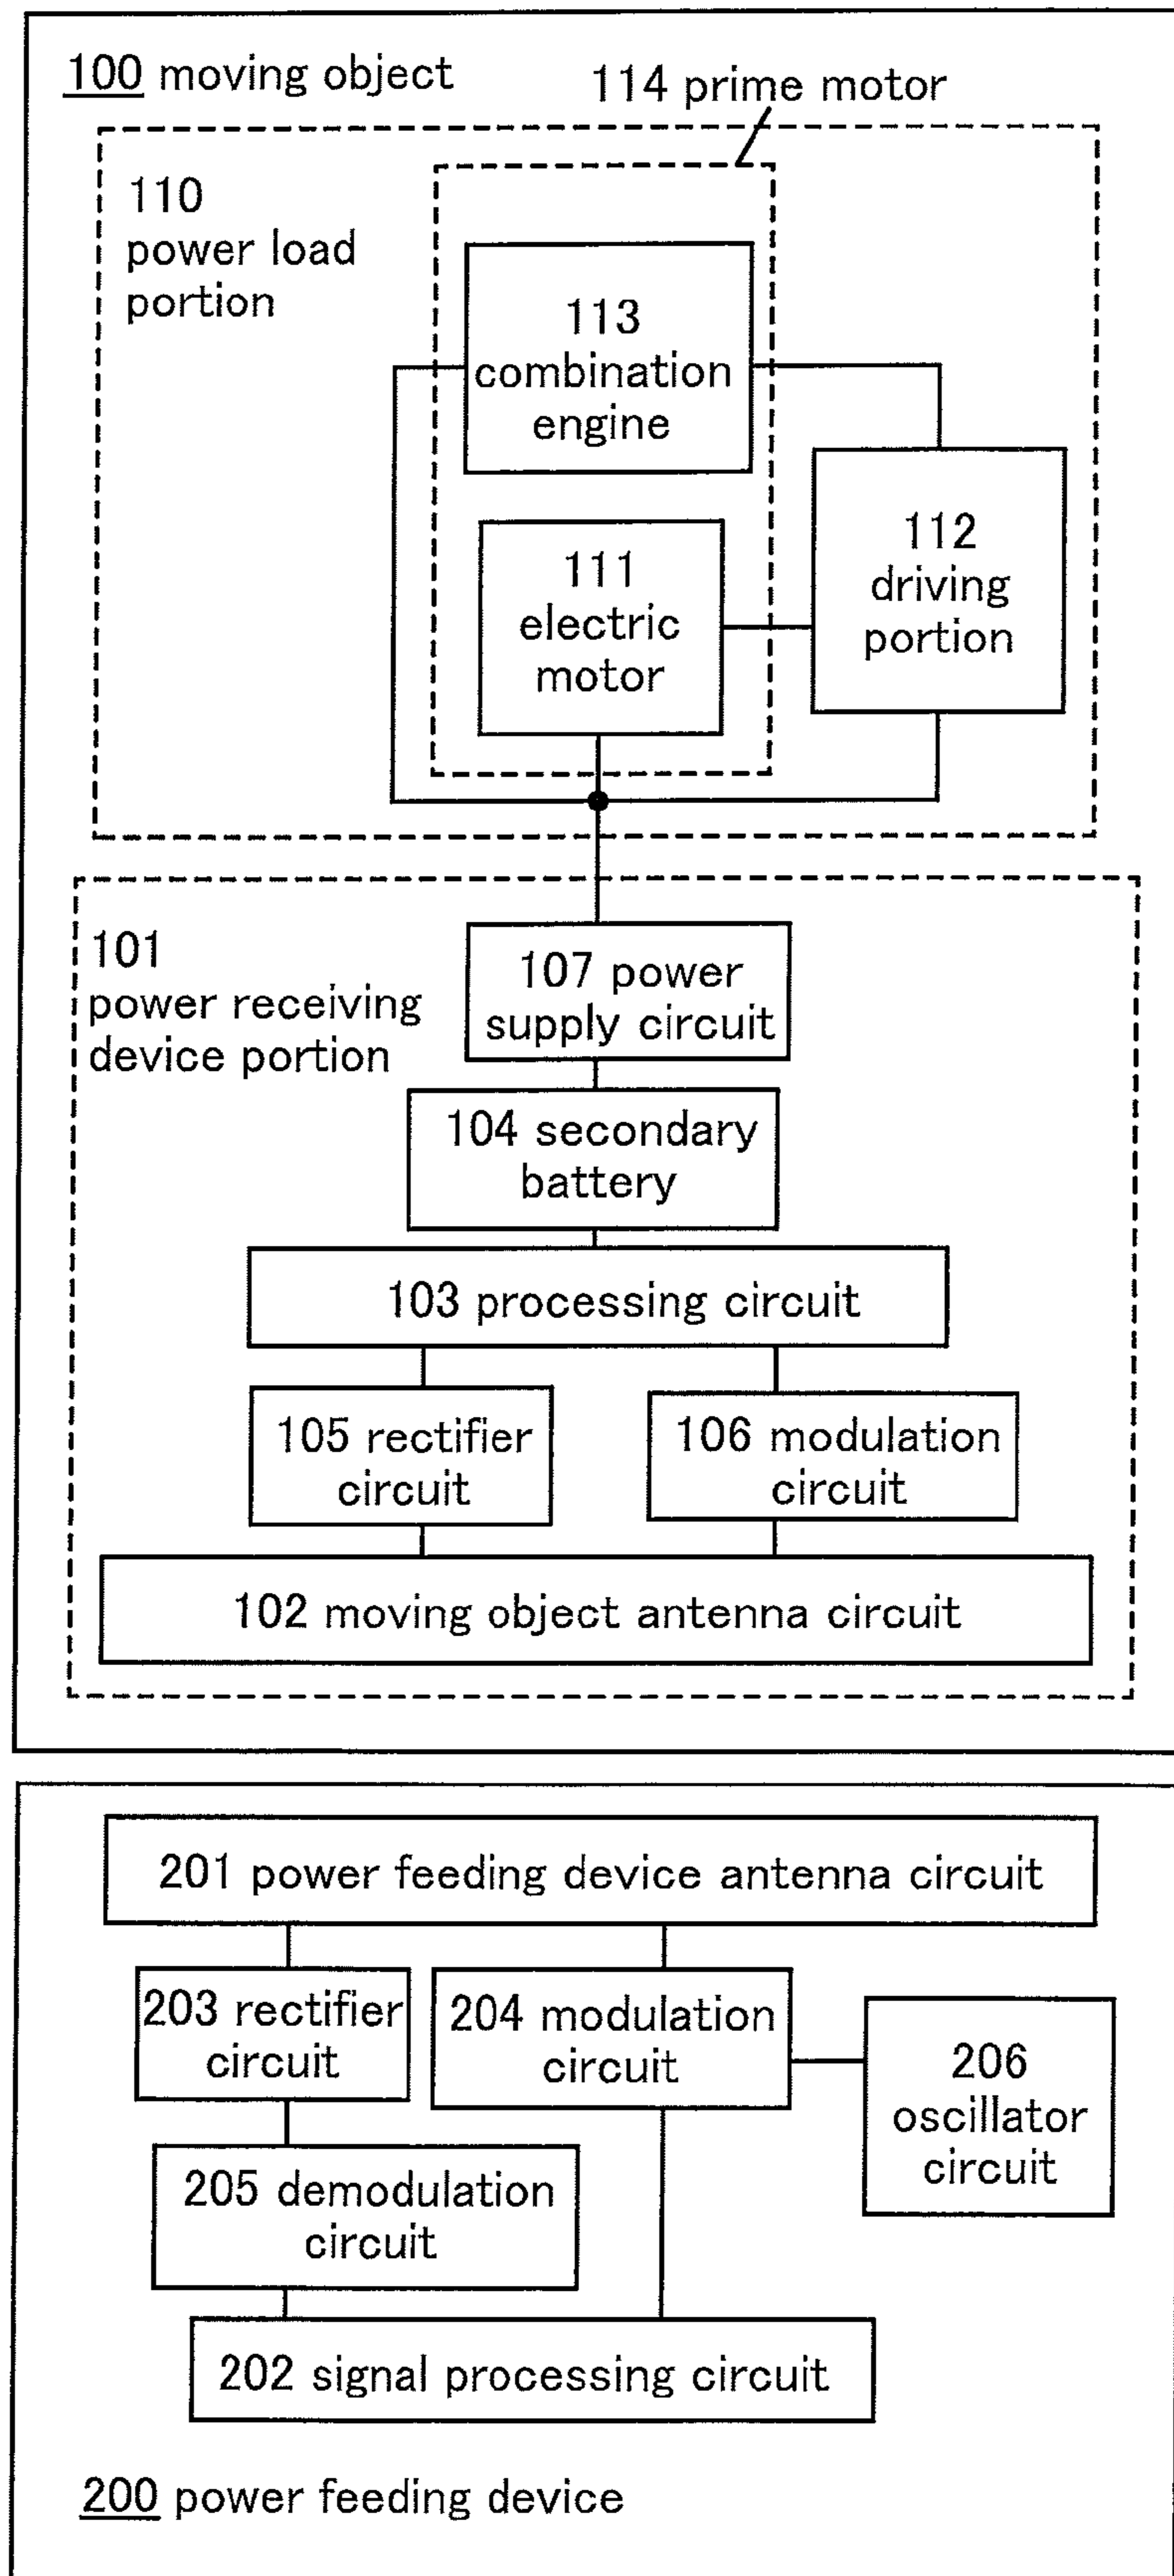 100 moving object
114 prime motor
110
power load
portion
113
combination
engine
111
electric
motor
112
driving
portion
101
power receiving
device portion
107 power
supply circuit
104 secondary
battery
103 processing circuit
105 rectifier
circuit
106 modulation
circuit
102 moving object antenna circuit
201 power feeding device antenna circuit
203 rectifier
circuit
204 modulation
circuit
206
oscillator
circuit
205 demodulation
circuit
202 signal processing circuit
200 power feeding device